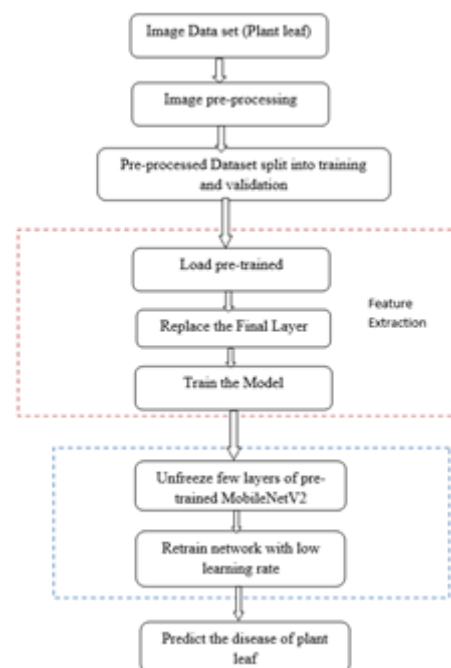 Image Data set (Plant leaf)
Image pre-processing
Pre-processed Dataset split into training
and validation
Load pre-trained
Replace the Final Layer
Train the Model
Feature
Extraction
Unfreeze few layers of pre-
trained MobileNetV2
Retrain network with low
learning rate
Predict the disease of plant
leaf